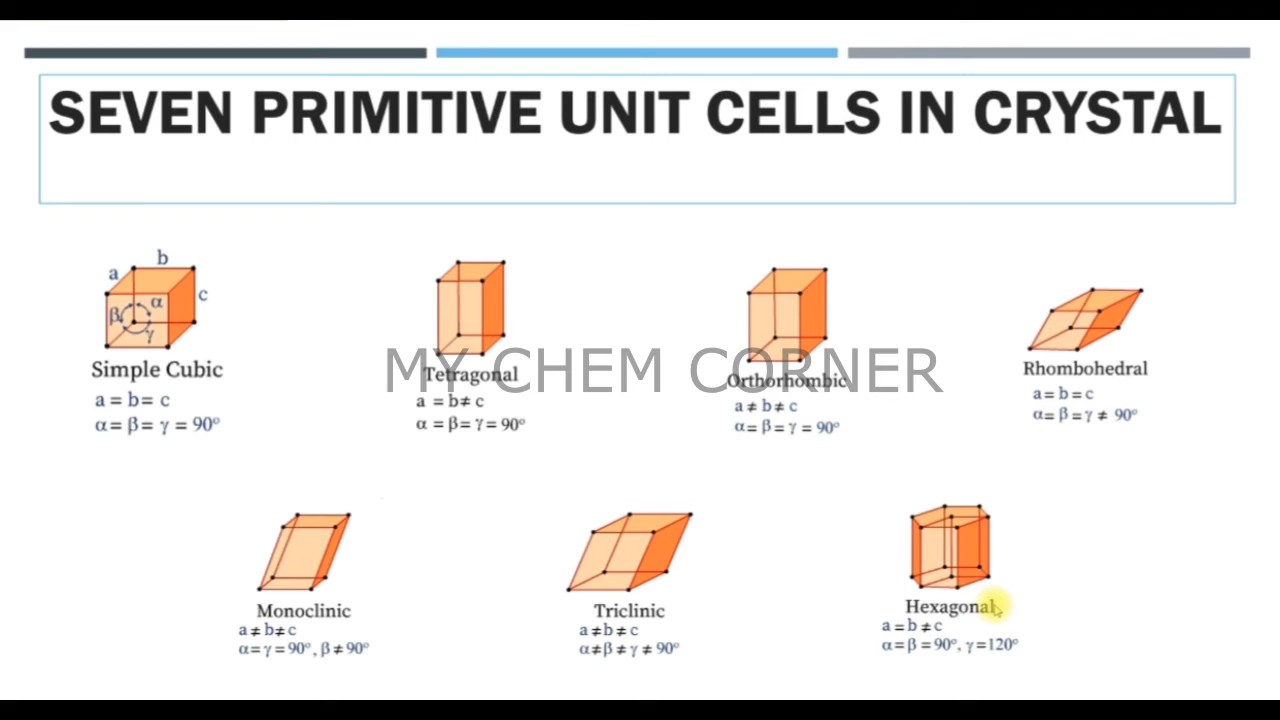 SEVEN PRIMITIVE UNIT CELLS IN CRYSTAL
b
a
c
α
β
γ
Simple Cubic
a = b= c
α= β= γ = 90°
Tetragonal
a = b≠ c
α = β= γ= 90°
Orthorhombic
a ≠ b≠ c
α= β= γ = 90°
Rhombohedral
a= b= c
α= β =γ ≠ 90°
MY CHEM CORNER
Monoclinic
a≠ b≠ c
α= γ= 90°, β≠ 90°
Triclinic
a≠b≠ c
α≠β ≠ γ ≠ 90°
Hexagonal
a = b ≠ c
α= β = 90°, γ =120°